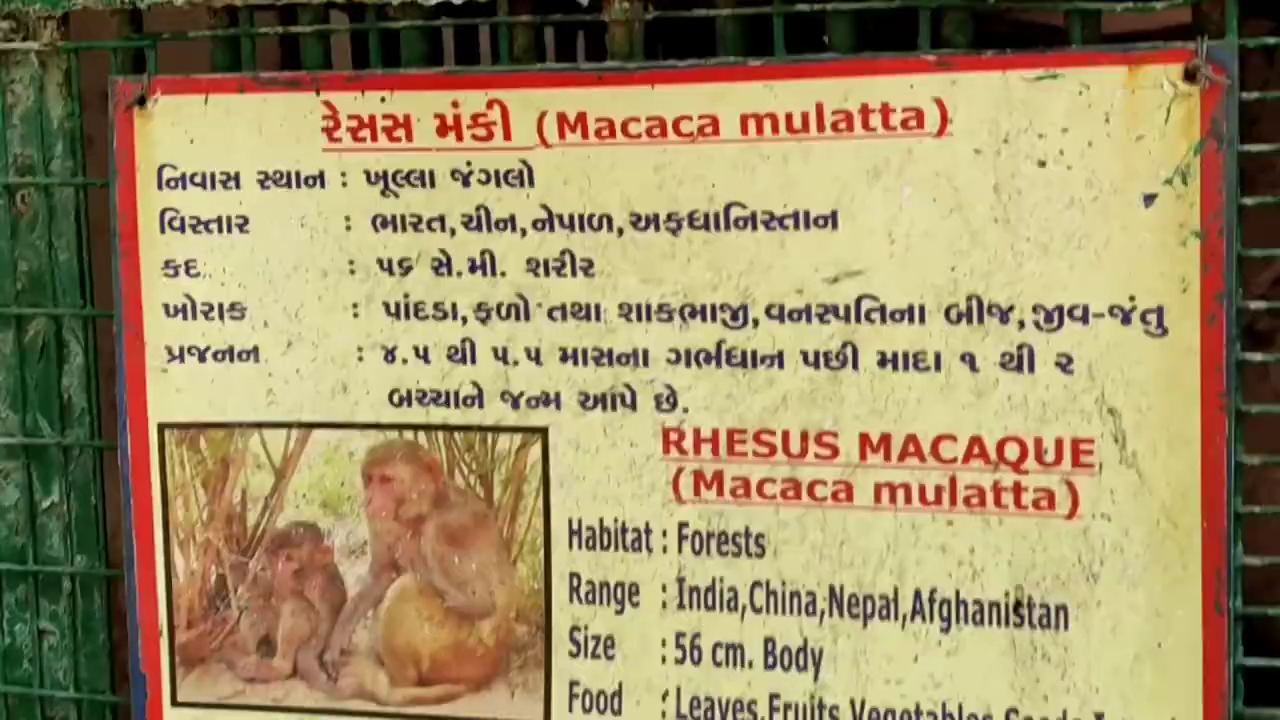 રેસસ મંકી (Macaca mulatta)
નિવાસ સ્થાન : ખૂલ્લા જંગલો
વિસ્તાર : ભારત,ચીન,નેપાળ,અફઘાનિસ્તાન
કદ : ૫૬ સે.મી. શરીર
ખોરાક : પાંદડા,ફળો તથા શાકભાજી,વનસ્પતિના બીજ,જીવ-જંતુ
પ્રજનન : ૪.૫ થી ૫.૫ માસના ગર્ભધાન પછી માદા ૧ થી ૨
બચ્ચાને જન્મ આપે છે.
RHESUS MACAQUE
(Macaca mulatta)
Habitat : Forests
Range : India,China,Nepal,Afghanistan
Size : 56 cm. Body
Food : Leaves,Fruits,Vegetables,Seeds